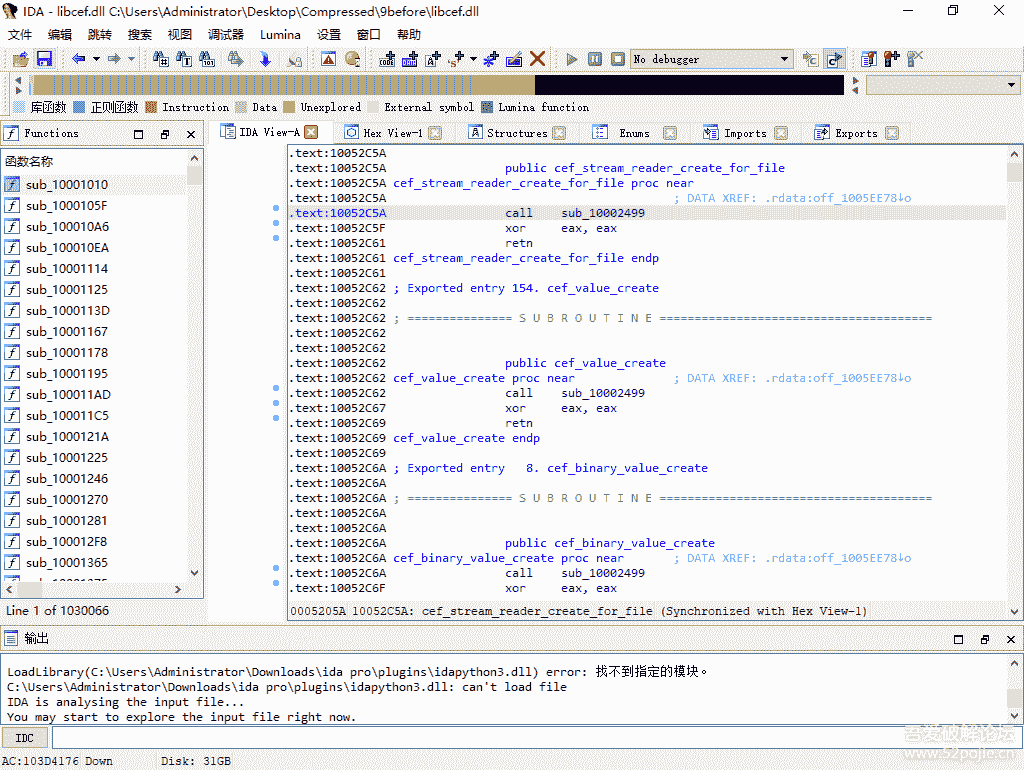 IDA - libcef.dll C:\Users\Administrator\Desktop\Compressed\9before\libcef.dll
文件 编辑 跳转 搜索 视图 调试器 Lumina 设置 窗口 帮助
No debugger
库函数 正则函数 Instruction Data Unexplored External symbol Lumina function
Functions
IDA View-A Hex View-1 Structures Enums Imports Exports
函数名称
sub_10001010
sub_1000105F
sub_100010A6
sub_100010EA
sub_10001114
sub_10001125
sub_1000113D
sub_10001167
sub_10001178
sub_10001195
sub_100011AD
sub_100011C5
sub_1000121A
sub_10001225
sub_10001246
sub_10001270
sub_10001281
sub_100012F8
sub_10001365
Line 1 of 1030066
.text:10052C5A
.text:10052C5A public cef_stream_reader_create_for_file
.text:10052C5A cef_stream_reader_create_for_file proc near
.text:10052C5A ; DATA XREF: .rdata:off_1005EE78↓o
.text:10052C5A call sub_10002499
.text:10052C5F xor eax, eax
.text:10052C61 retn
.text:10052C61 cef_stream_reader_create_for_file endp
.text:10052C61
.text:10052C62 ; Exported entry 154. cef_value_create
.text:10052C62
.text:10052C62 ; =============== S U B R O U T I N E =======================================
.text:10052C62
.text:10052C62
.text:10052C62 public cef_value_create
.text:10052C62 cef_value_create proc near ; DATA XREF: .rdata:off_1005EE78↓o
.text:10052C62 call sub_10002499
.text:10052C67 xor eax, eax
.text:10052C69 retn
.text:10052C69 cef_value_create endp
.text:10052C69
.text:10052C6A ; Exported entry 8. cef_binary_value_create
.text:10052C6A
.text:10052C6A ; =============== S U B R O U T I N E =======================================
.text:10052C6A
.text:10052C6A
.text:10052C6A public cef_binary_value_create
.text:10052C6A cef_binary_value_create proc near ; DATA XREF: .rdata:off_1005EE78↓o
.text:10052C6A call sub_10002499
.text:10052C6F xor eax, eax
0005205A 10052C5A: cef_stream_reader_create_for_file (Synchronized with Hex View-1)
输出
LoadLibrary(C:\Users\Administrator\Downloads\ida pro\plugins\idapython3.dll) error: 找不到指定的模块。
C:\Users\Administrator\Downloads\ida pro\plugins\idapython3.dll: can't load file
IDA is analysing the input file...
You may start to explore the input file right now.
IDC
AC:103D4176 Down Disk: 31GB
吾爱破解论坛
www.52pojie.cn